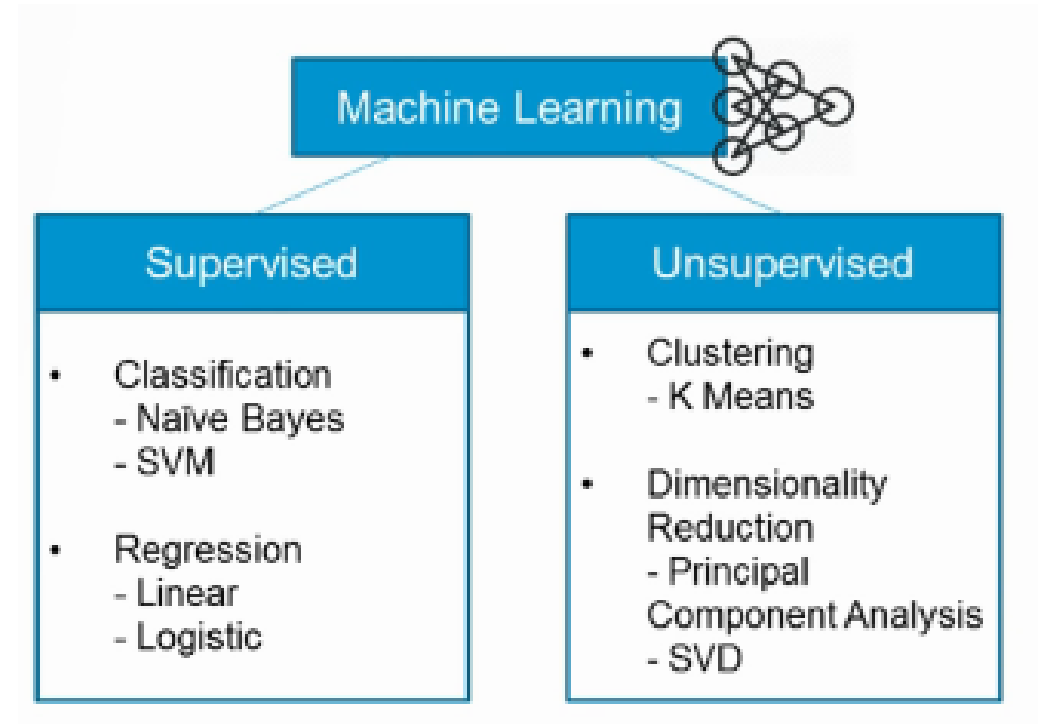 Machine Learning
Supervised
• Classification
- Naïve Bayes
- SVM
• Regression
- Linear
- Logistic
Unsupervised
• Clustering
- K Means
• Dimensionality
Reduction
- Principal
Component Analysis
- SVD